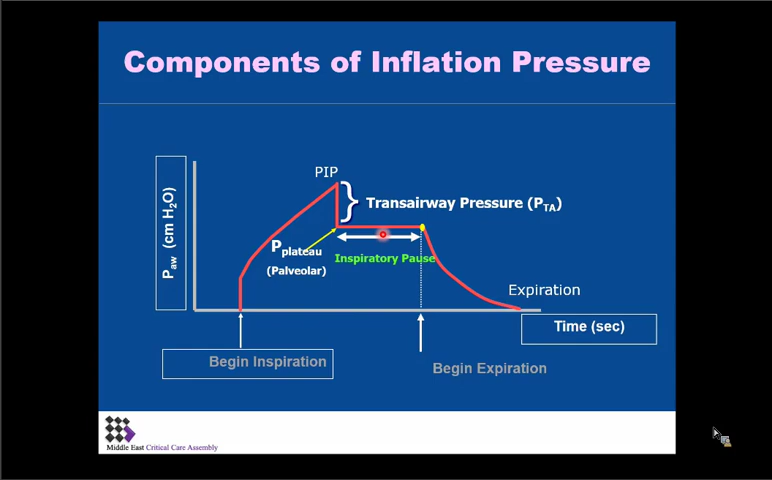 Components of Inflation Pressure
PIP
Transairway Pressure (PTA)
Paw (cm H2O)
Pplateau
(Palveolar)
Inspiratory Pause
Expiration
Time (sec)
Begin Inspiration
Begin Expiration
Middle East Critical Care Assembly